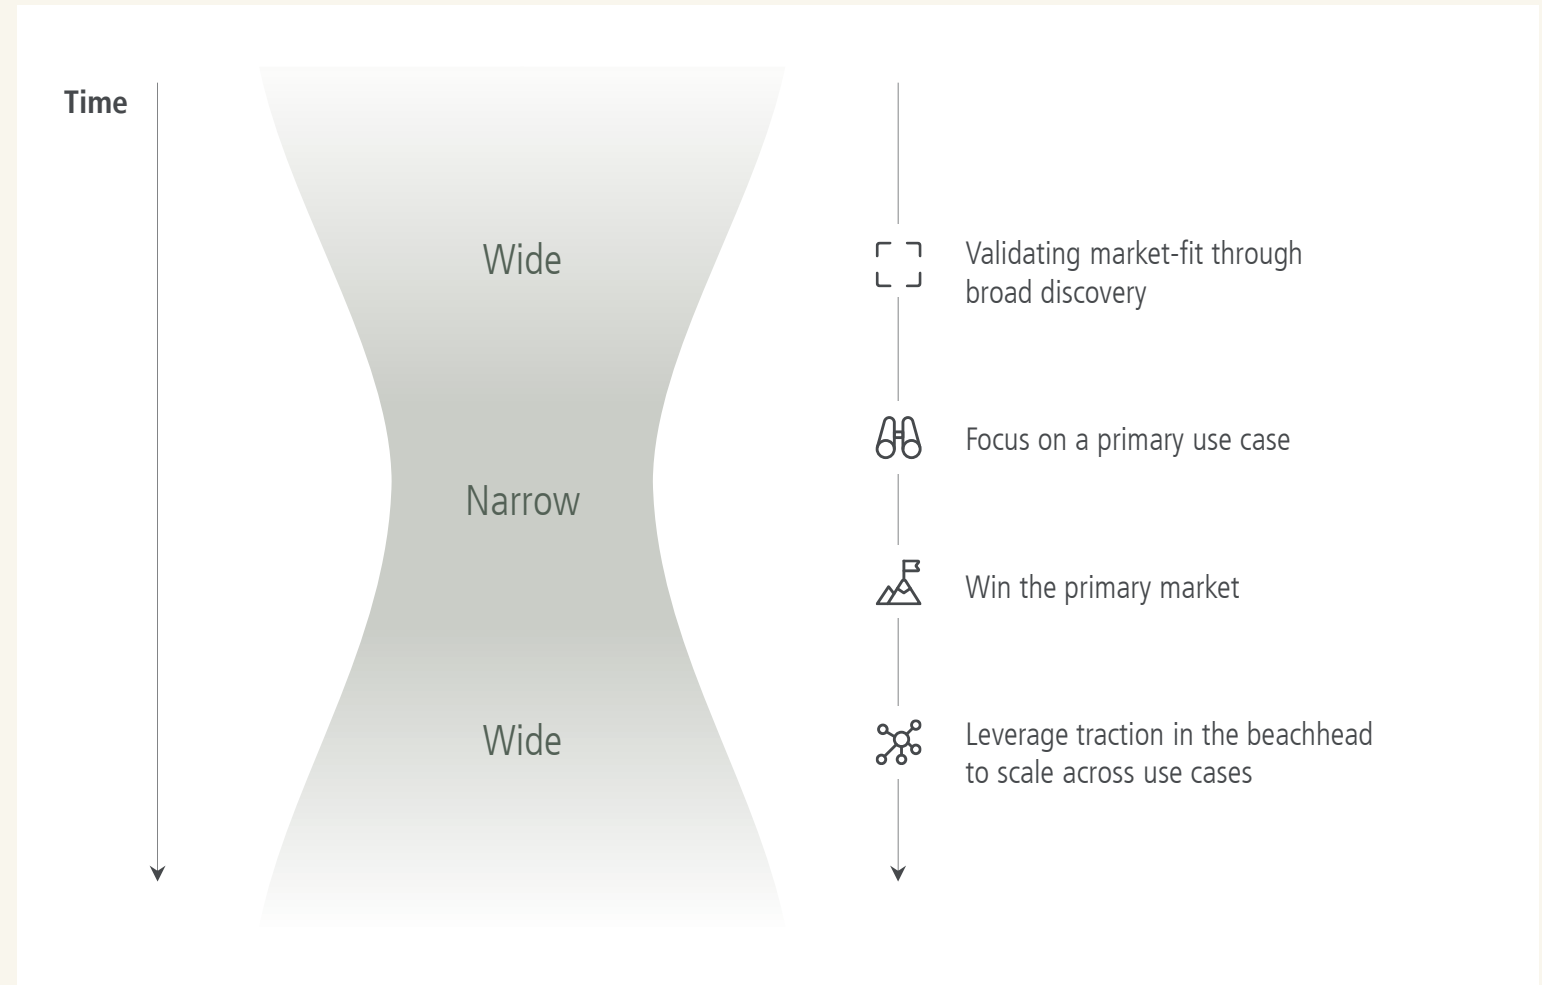 Time
Wide
Validating market-fit through
broad discovery
Focus on a primary use case
Narrow
Win the primary market
Wide
Leverage traction in the beachhead
to scale across use cases